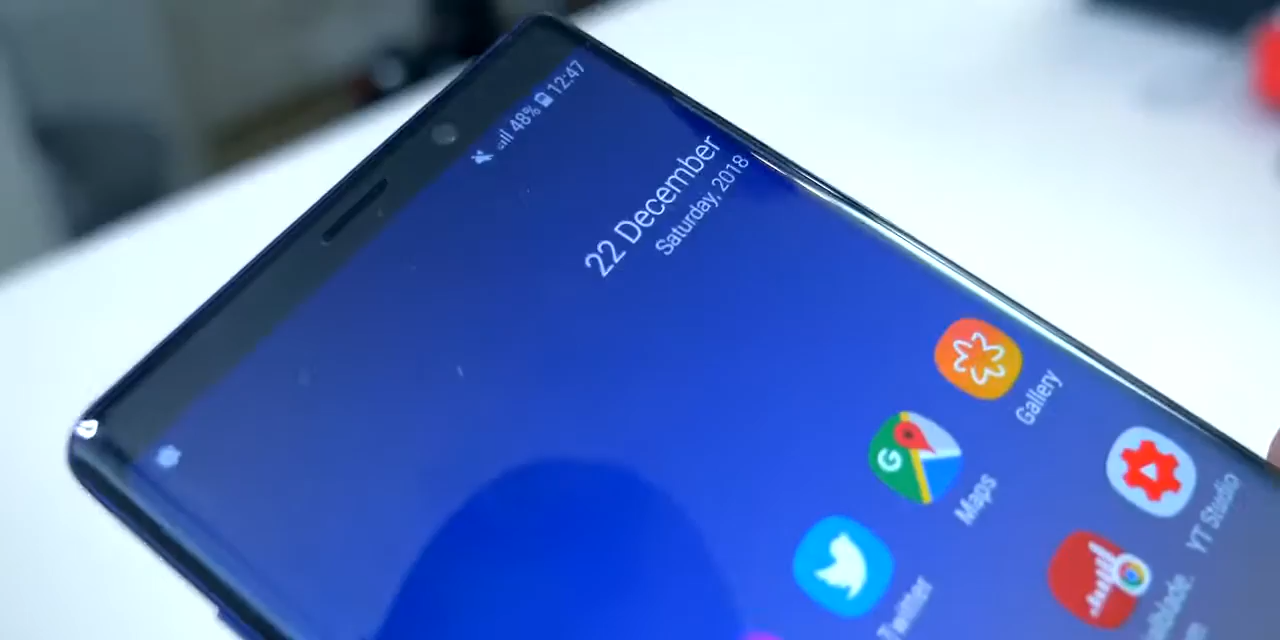 48% 12:47
22 December
Saturday, 2018
Gallery
G
Maps
YT Studio
Twitter